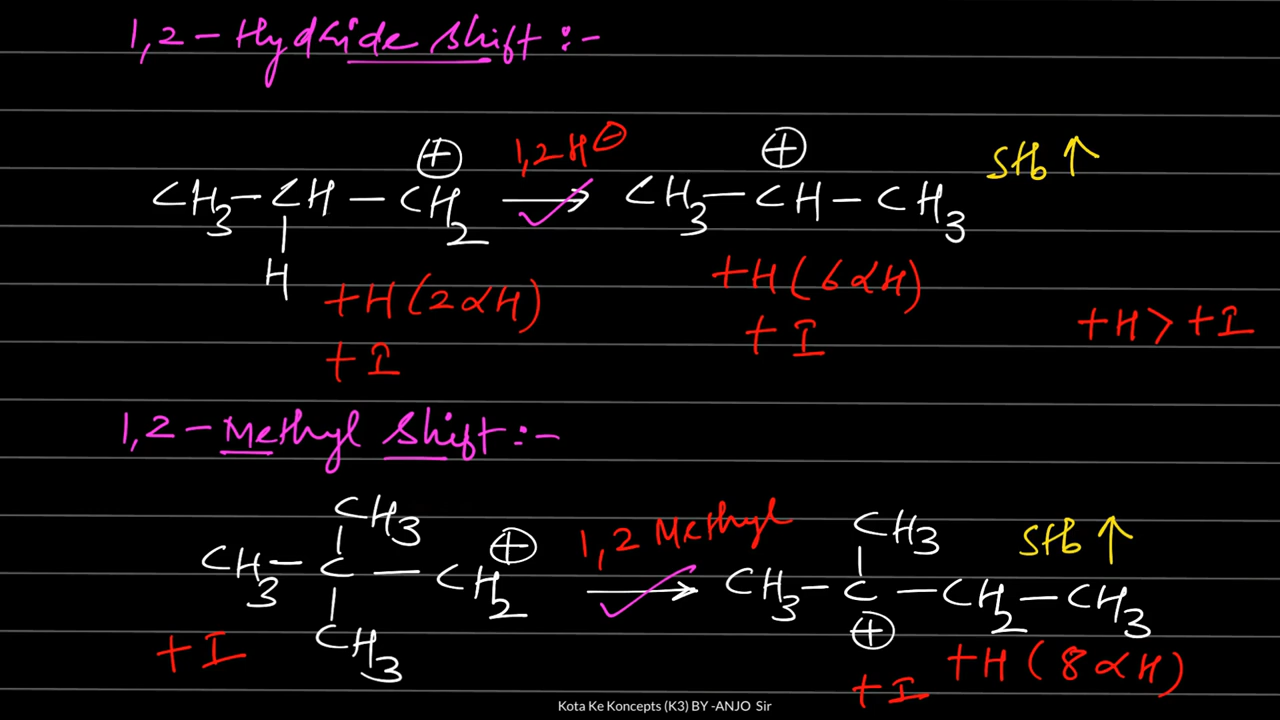 1,2 - Hydride Shift :-
⊕ 1,2 H⊖ ⊕ Stb ↑
CH3 - CH - CH2 → CH3 - CH - CH3
H
+H (2αH) +H (6αH)
+I +I +H > +I
1,2 - Methyl Shift :-
CH3 ⊕ 1,2 Methyl CH3 Stb ↑
CH3 - C - CH2 → CH3 - C - CH2 - CH3
+I CH3 ⊕ +H (8αH)
+I
Kota Ke Koncepts (K3) BY -ANJO Sir